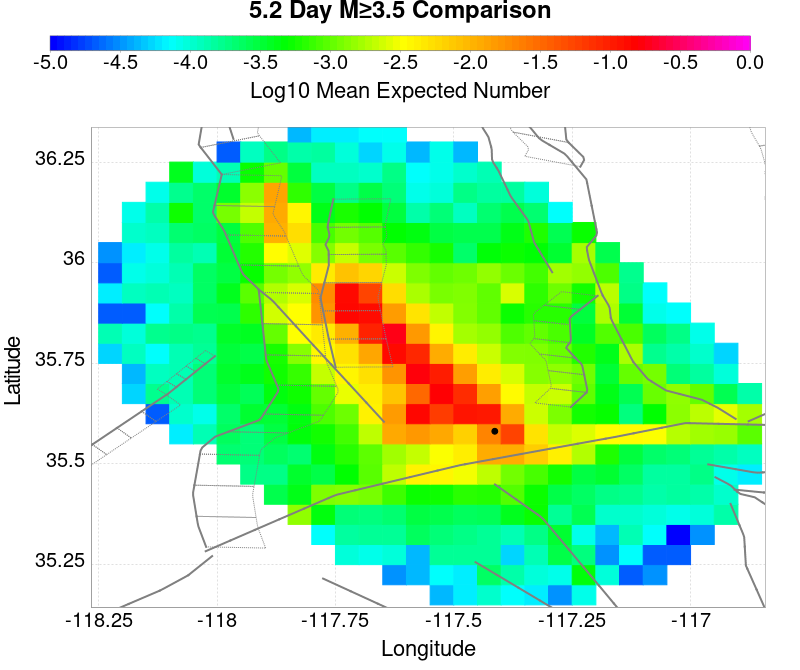 5.2 Day M≥3.5 Comparison
-5.0 -4.5 -4.0 -3.5 -3.0 -2.5 -2.0 -1.5 -1.0 -0.5 0.0
Log10 Mean Expected Number
36.25
36
35.75
35.5
35.25
Latitude
-118.25 -118 -117.75 -117.5 -117.25 -117
Longitude